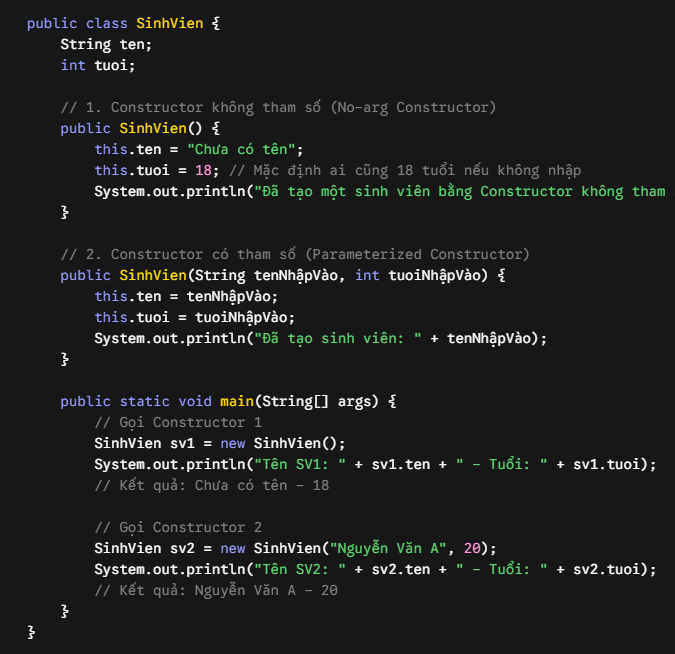 public class SinhVien {
    String ten;
    int tuoi;

    // 1. Constructor không tham số (No-arg Constructor)
    public SinhVien() {
        this.ten = "Chưa có tên";
        this.tuoi = 18; // Mặc định ai cũng 18 tuổi nếu không nhập
        System.out.println("Đã tạo một sinh viên bằng Constructor không tham
    }

    // 2. Constructor có tham số (Parameterized Constructor)
    public SinhVien(String tenNhậpVào, int tuoiNhậpVào) {
        this.ten = tenNhậpVào;
        this.tuoi = tuoiNhậpVào;
        System.out.println("Đã tạo sinh viên: " + tenNhậpVào);
    }

    public static void main(String[] args) {
        // Gọi Constructor 1
        SinhVien sv1 = new SinhVien();
        System.out.println("Tên SV1: " + sv1.ten + " - Tuổi: " + sv1.tuoi);
        // Kết quả: Chưa có tên - 18

        // Gọi Constructor 2
        SinhVien sv2 = new SinhVien("Nguyễn Văn A", 20);
        System.out.println("Tên SV2: " + sv2.ten + " - Tuổi: " + sv2.tuoi);
        // Kết quả: Nguyễn Văn A - 20
    }
}